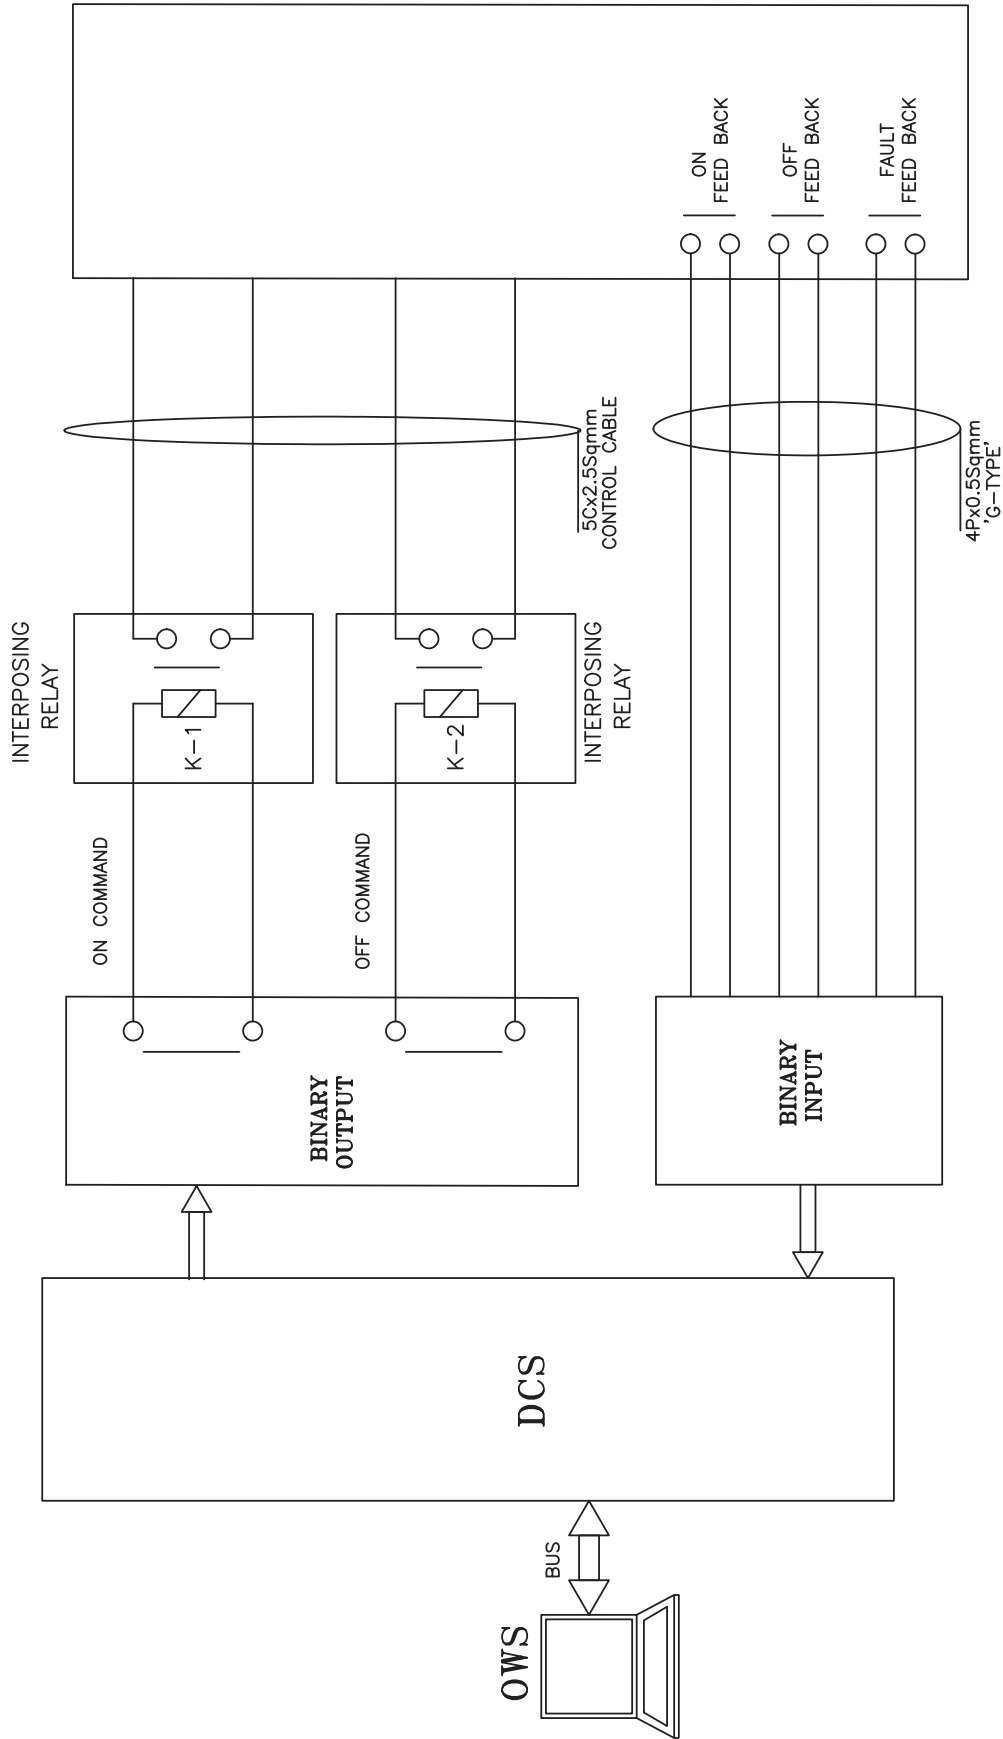 OWS
BUS
DCS
BINARY
OUTPUT
BINARY
INPUT
ON COMMAND
OFF COMMAND
INTERPOSING
RELAY
K-1
K-2
INTERPOSING
RELAY
5Cx2.5Sqmm
CONTROL CABLE
4Px0.5Sqmm
'G-TYPE'
ON
FEED BACK
OFF
FEED BACK
FAULT
FEED BACK